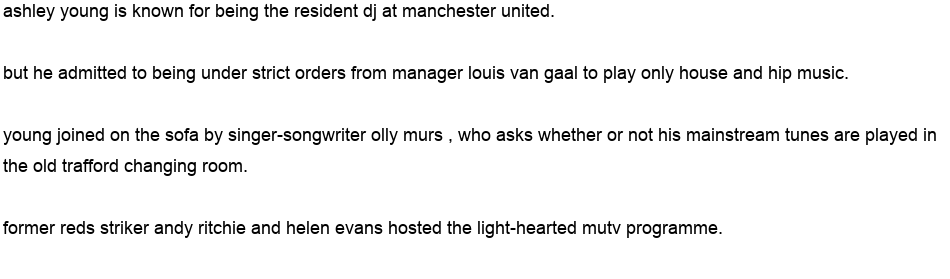 ashley young is known for being the resident dj at manchester united.
but he admitted to being under strict orders from manager louis van gaal to play only house and hip music.
young joined on the sofa by singer-songwriter olly murs , who asks whether or not his mainstream tunes are played in
the old trafford changing room.
former reds striker andy ritchie and helen evans hosted the light-hearted mutv programme.